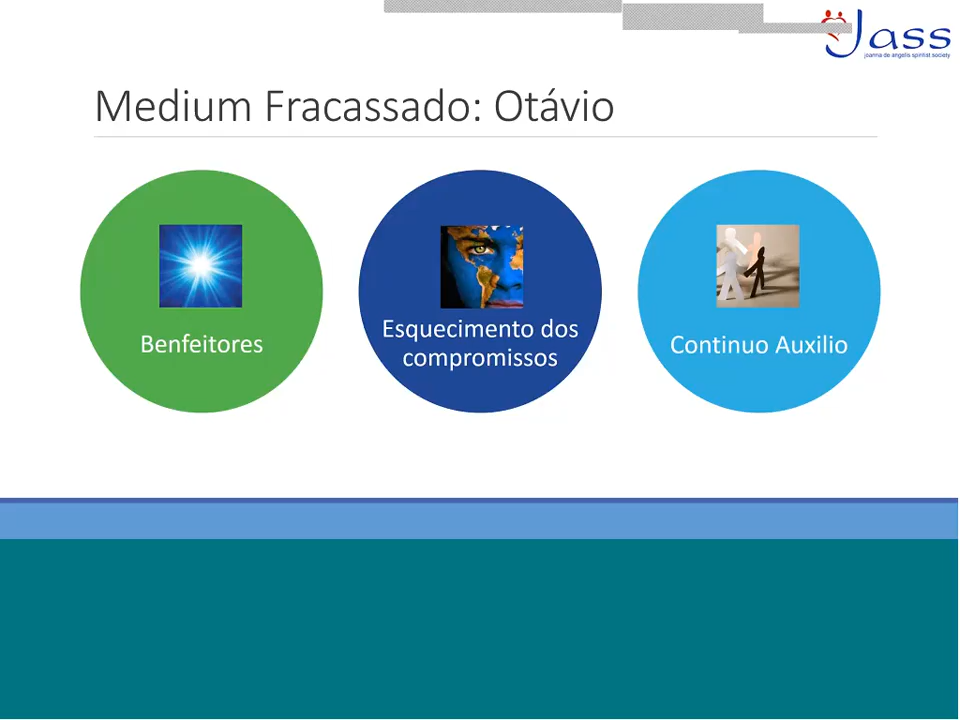 Jass
joanna de angelis spiritist society
Medium Fracassado: Otávio
Benfeitores
Esquecimento dos
compromissos
Continuo Auxilio